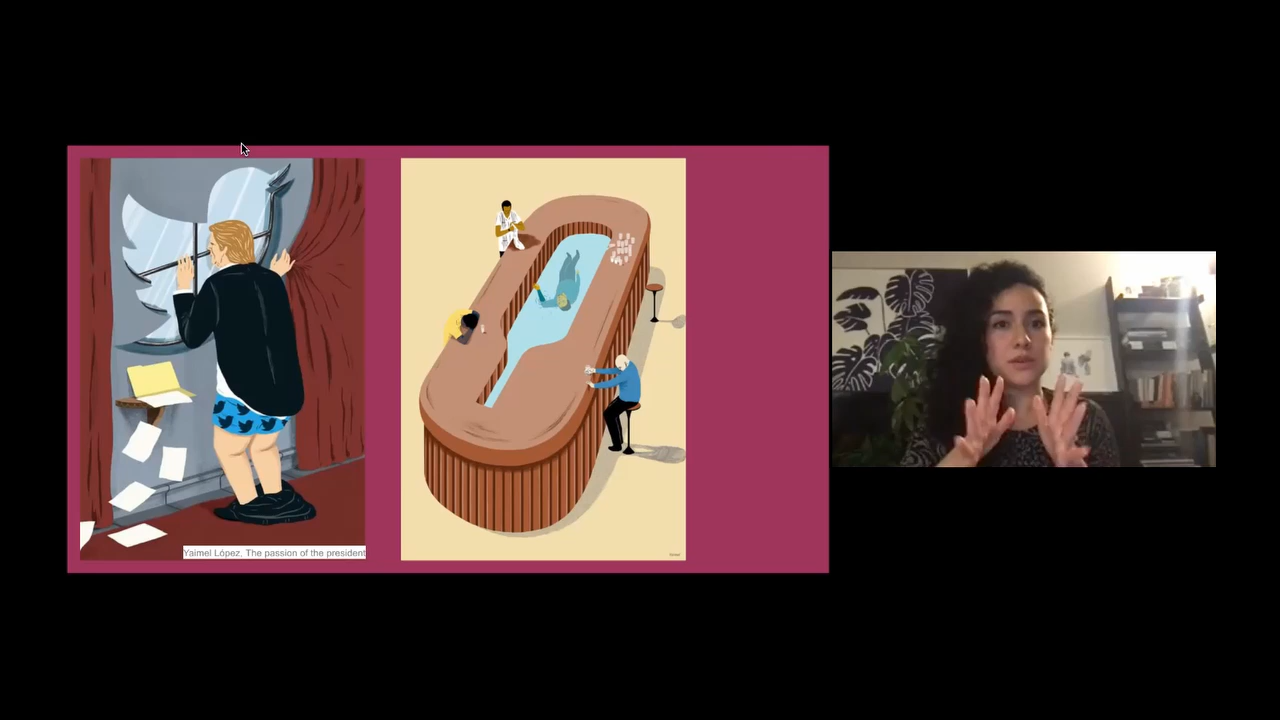 Yaimel López. The passion of the president